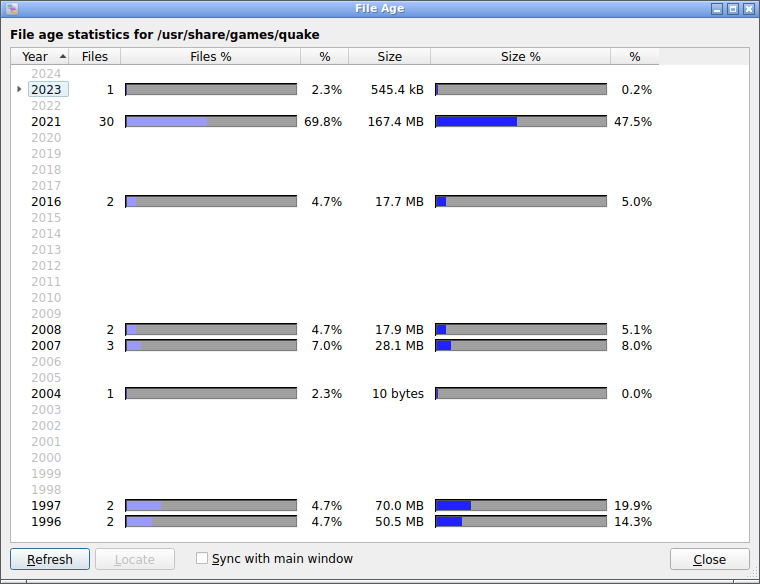 File Age
File age statistics for /usr/share/games/quake
Year Files Files % % Size Size % %
2024
2023 1 2.3% 545.4 kB 0.2%
2022
2021 30 69.8% 167.4 MB 47.5%
2020
2019
2018
2017
2016 2 4.7% 17.7 MB 5.0%
2015
2014
2013
2012
2011
2010
2009
2008 2 4.7% 17.9 MB 5.1%
2007 3 7.0% 28.1 MB 8.0%
2006
2005
2004 1 2.3% 10 bytes 0.0%
2003
2002
2001
2000
1999
1998
1997 2 4.7% 70.0 MB 19.9%
1996 2 4.7% 50.5 MB 14.3%
Refresh Locate Sync with main window Close